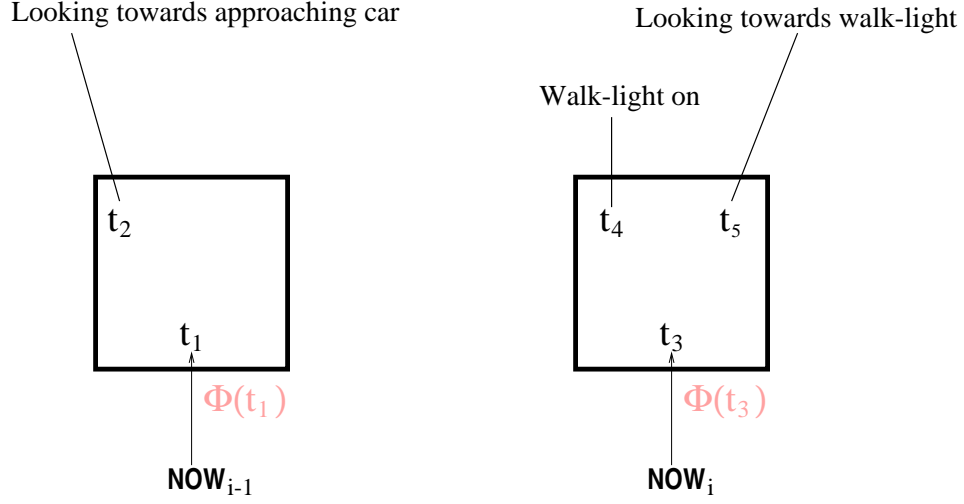 Looking towards approaching car
Looking towards walk-light
Walk-light on
t₂
t₄
t₅
t₁
t₃
Φ(t₁)
Φ(t₃)
NOWᵢ₋₁
NOWᵢ